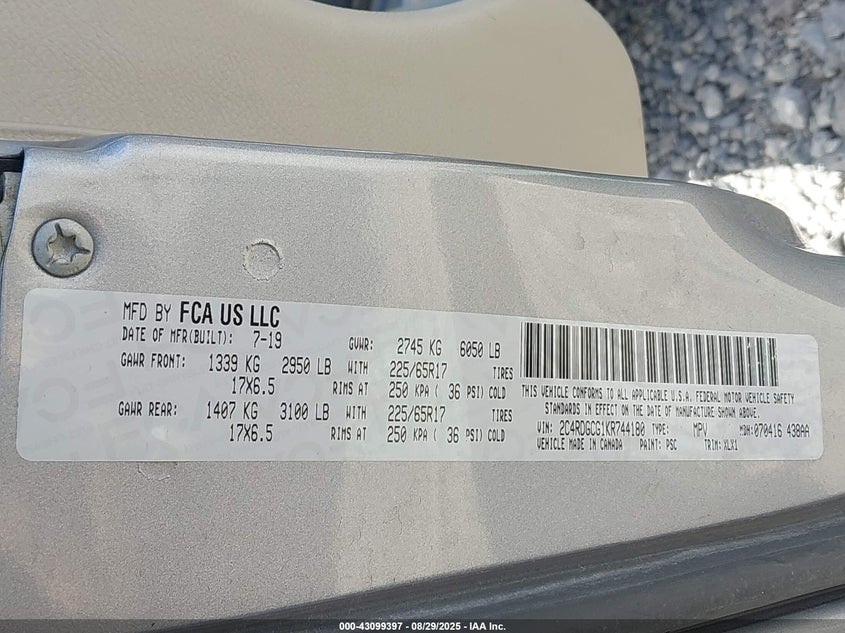 MFD BY FCA US LLC
DATE OF MFR(BUILT): 7-19 GVWR: 2745 KG 6050 LB
GAWR FRONT: 1339 KG 2950 LB WITH 225/65R17 TIRES
17X6.5 RIMS AT 250 KPA ( 36 PSI) COLD
GAWR REAR: 1407 KG 3100 LB WITH 225/65R17 TIRES
17X6.5 RIMS AT 250 KPA ( 36 PSI) COLD
THIS VEHICLE CONFORMS TO ALL APPLICABLE U.S.A. FEDERAL MOTOR VEHICLE SAFETY
STANDARDS IN EFFECT ON THE DATE OF MANUFACTURE SHOWN ABOVE.
VIN: 2C4RDGCG1KR744180 TYPE: MPV MDH:070416 438AA
VEHICLE MADE IN CANADA PAINT: PSC TRIM: XLX1
000-43099397 - 08/29/2025 - IAA Inc.